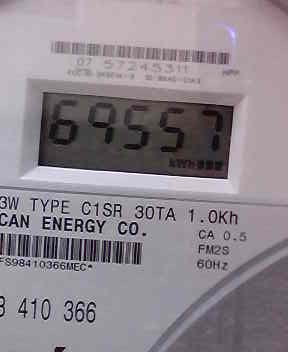 07 57245311
69557
kWh
3W TYPE C1SR 30TA 1.0Kh
CAN ENERGY CO.
CA 0.5
FM2S
FS98410366MEC*
60Hz
8 410 366